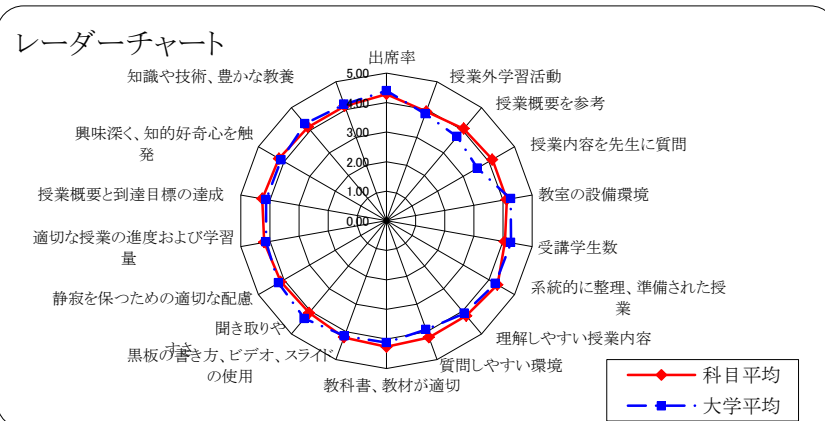 レーダーチャート
出席率
授業外学習活動
授業概要を参考
授業内容を先生に質問
教室の設備環境
受講学生数
系統的に整理、準備された授
業
理解しやすい授業内容
質問しやすい環境
教科書、教材が適切
黒板の書き方、ビデオ、スライド
の使用
聞き取りや
すさ
静寂を保つための適切な配慮
適切な授業の進度および学習
量
授業概要と到達目標の達成
興味深く、知的好奇心を触
発
知識や技術、豊かな教養
5.00
4.00
3.00
2.00
1.00
0.00
科目平均
大学平均